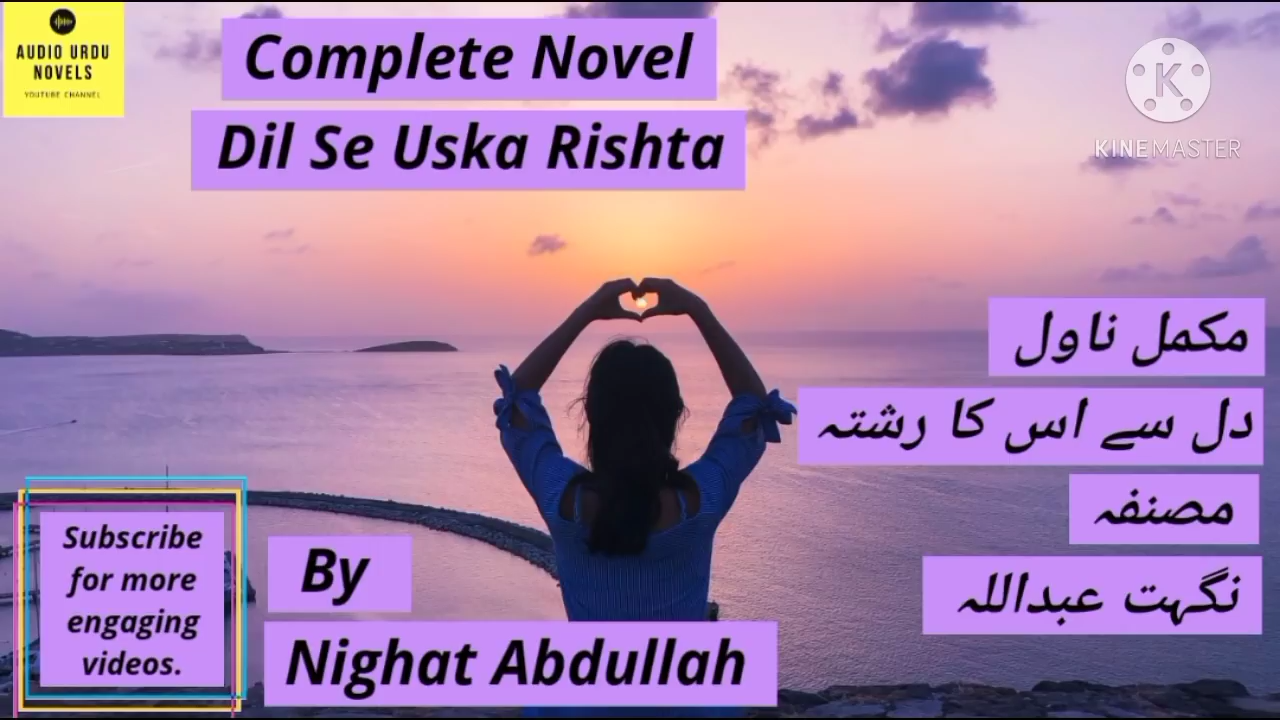 AUDIO URDU
NOVELS
YOUTUBE CHANNEL
Complete Novel
Dil Se Uska Rishta
K
KINEMASTER
مکمل ناول
دل سے اس کا رشتہ
مصنفہ
نگہت عبداللہ
Subscribe
for more
engaging
videos.
By
Nighat Abdullah